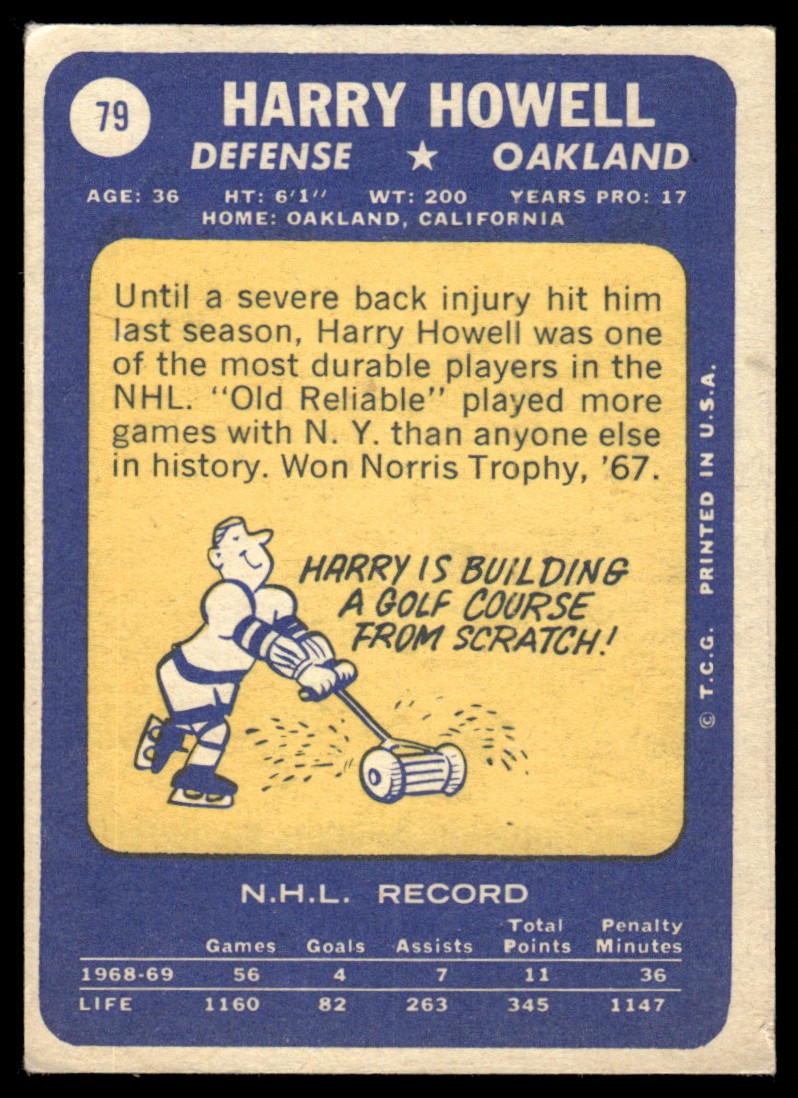 79
HARRY HOWELL
DEFENSE ★ OAKLAND
AGE: 36 HT: 6'1'' WT: 200 YEARS PRO: 17
HOME: OAKLAND, CALIFORNIA
Until a severe back injury hit him
last season, Harry Howell was one
of the most durable players in the
NHL. "Old Reliable" played more
games with N. Y. than anyone else
in history. Won Norris Trophy, '67.
HARRY IS BUILDING
A GOLF COURSE
FROM SCRATCH!
© T.C.G. PRINTED IN U.S.A.
N.H.L. RECORD
Games Goals Assists Total Points Penalty Minutes
1968-69 56 4 7 11 36
LIFE 1160 82 263 345 1147